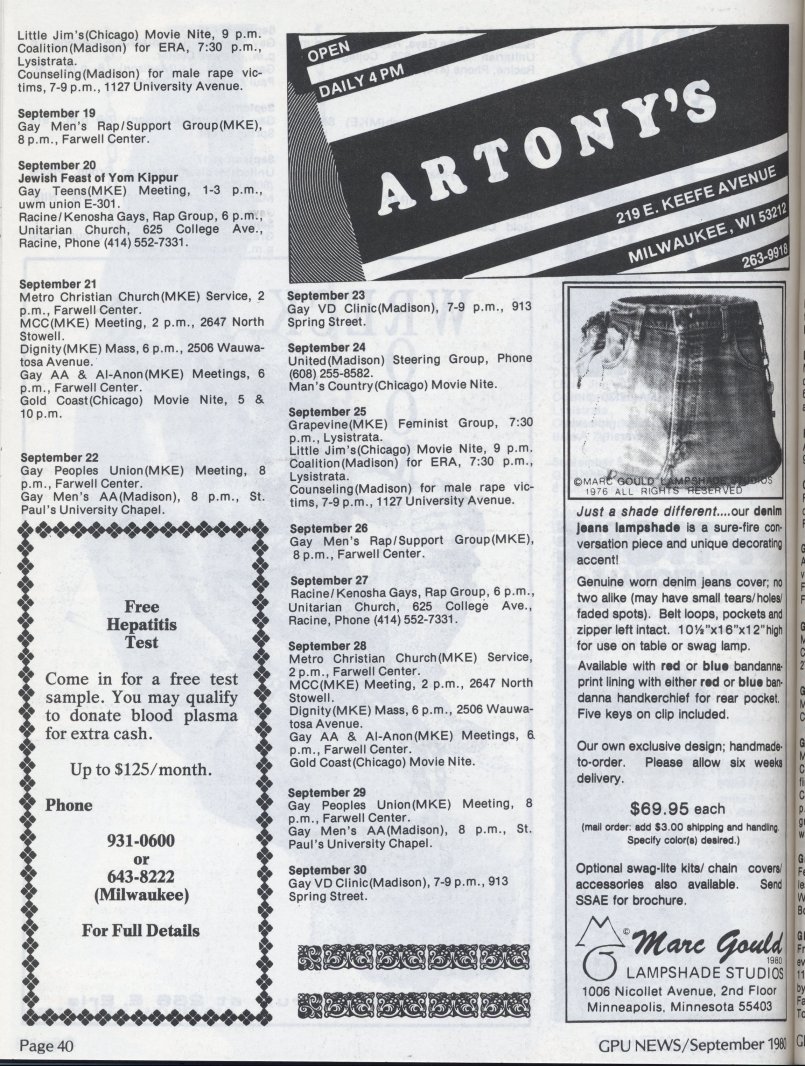 Little Jim's(Chicago) Movie Nite, 9 p.m.
Coalition(Madison) for ERA, 7:30 p.m.,
Lysistrata.
Counseling(Madison) for male rape vic-
tims, 7-9 p.m., 1127 University Avenue.
September 19
Gay Men's Rap/Support Group(MKE),
8 p.m., Farwell Center.
September 20
Jewish Feast of Yom Kippur
Gay Teens(MKE) Meeting, 1-3 p.m.,
uwm union E-301.
Racine/Kenosha Gays, Rap Group, 6 p.m.,
Unitarian Church, 625 College Ave.,
Racine, Phone (414) 552-7331.
September 21
Metro Christian Church(MKE) Service, 2
p.m., Farwell Center.
MCC(MKE) Meeting, 2 p.m., 2647 North
Stowell.
Dignity(MKE) Mass, 6 p.m., 2506 Wauwa-
tosa Avenue.
Gay AA & Al-Anon(MKE) Meetings, 6
p.m., Farwell Center.
Gold Coast(Chicago) Movie Nite, 5 &
10 p.m.
September 22
Gay Peoples Union(MKE) Meeting, 8
p.m., Farwell Center.
Gay Men's AA(Madison), 8 p.m., St.
Paul's University Chapel.
Free
Hepatitis
Test
Come in for a free test
sample. You may qualify
to donate blood plasma
for extra cash.
Up to $125/month.
Phone
931-0600
or
643-8222
(Milwaukee)
For Full Details
OPEN
DAILY 4 PM
ARTONY'S
219 E. KEEFE AVENUE
MILWAUKEE, WI 53212
263-9918
September 23
Gay VD Clinic(Madison), 7-9 p.m., 913
Spring Street.
September 24
United(Madison) Steering Group, Phone
(608) 255-8582.
Man's Country(Chicago) Movie Nite.
September 25
Grapevine(MKE) Feminist Group, 7:30
p.m., Lysistrata.
Little Jim's(Chicago) Movie Nite, 9 p.m.
Coalition(Madison) for ERA, 7:30 p.m.,
Lysistrata.
Counseling(Madison) for male rape vic-
tims, 7-9 p.m., 1127 University Avenue.
September 26
Gay Men's Rap/Support Group(MKE),
8 p.m., Farwell Center.
September 27
Racine/Kenosha Gays, Rap Group, 6 p.m.,
Unitarian Church, 625 College Ave.,
Racine, Phone (414) 552-7331.
September 28
Metro Christian Church(MKE) Service,
2 p.m., Farwell Center.
MCC(MKE) Meeting, 2 p.m., 2647 North
Stowell.
Dignity(MKE) Mass, 6 p.m., 2506 Wauwa-
tosa Avenue.
Gay AA & Al-Anon(MKE) Meetings, 6
p.m., Farwell Center.
Gold Coast(Chicago) Movie Nite.
September 29
Gay Peoples Union(MKE) Meeting, 8
p.m., Farwell Center.
Gay Men's AA(Madison), 8 p.m., St.
Paul's University Chapel.
September 30
Gay VD Clinic(Madison), 7-9 p.m., 913
Spring Street.
©MARC GOULD LAMPSHADE STUDIOS
1976 ALL RIGHTS RESERVED
Just a shade different....our denim
jeans lampshade is a sure-fire con-
versation piece and unique decorating
accent!
Genuine worn denim jeans cover; no
two alike (may have small tears/holes/
faded spots). Belt loops, pockets and
zipper left intact. 10½"x16"x12"high
for use on table or swag lamp.
Available with red or blue bandanna-
print lining with either red or blue ban-
danna handkerchief for rear pocket.
Five keys on clip included.
Our own exclusive design; handmade-
to-order. Please allow six weeks
delivery.
$69.95 each
(mail order: add $3.00 shipping and handling.
Specify color(s) desired.)
Optional swag-lite kits/ chain covers/
accessories also available. Send
SSAE for brochure.
MG © Marc Gould
1980
LAMPSHADE STUDIOS
1006 Nicollet Avenue, 2nd Floor
Minneapolis, Minnesota 55403
Page 40
GPU NEWS/September 1980